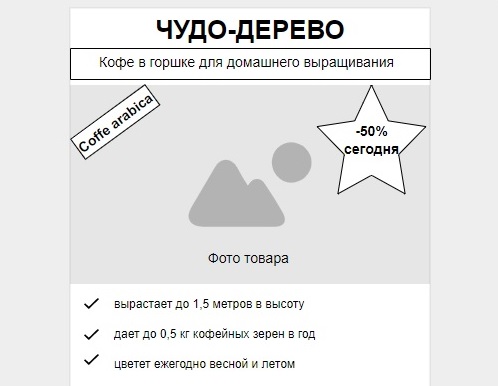 ЧУДО-ДЕРЕВО
Кофе в горшке для домашнего выращивания
Coffe arabica
-50%
сегодня
Фото товара
вырастает до 1,5 метров в высоту
дает до 0,5 кг кофейных зерен в год
цветет ежегодно весной и летом